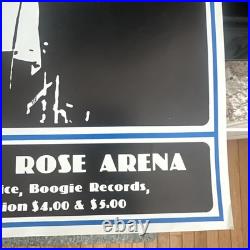 ROSE ARENA
ice, Boogie Records,
ion $4.00 & $5.00